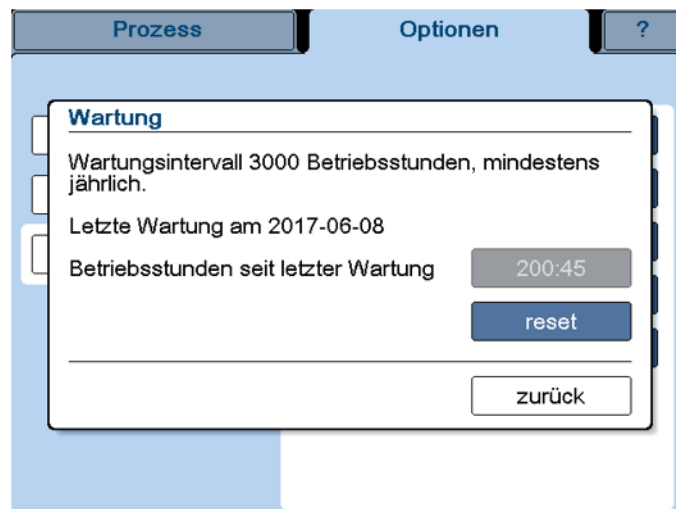 Prozess
Optionen
?
Wartung
Wartungsintervall 3000 Betriebsstunden, mindestens
jährlich.
Letzte Wartung am 2017-06-08
Betriebsstunden seit letzter Wartung
200:45
reset
zurück